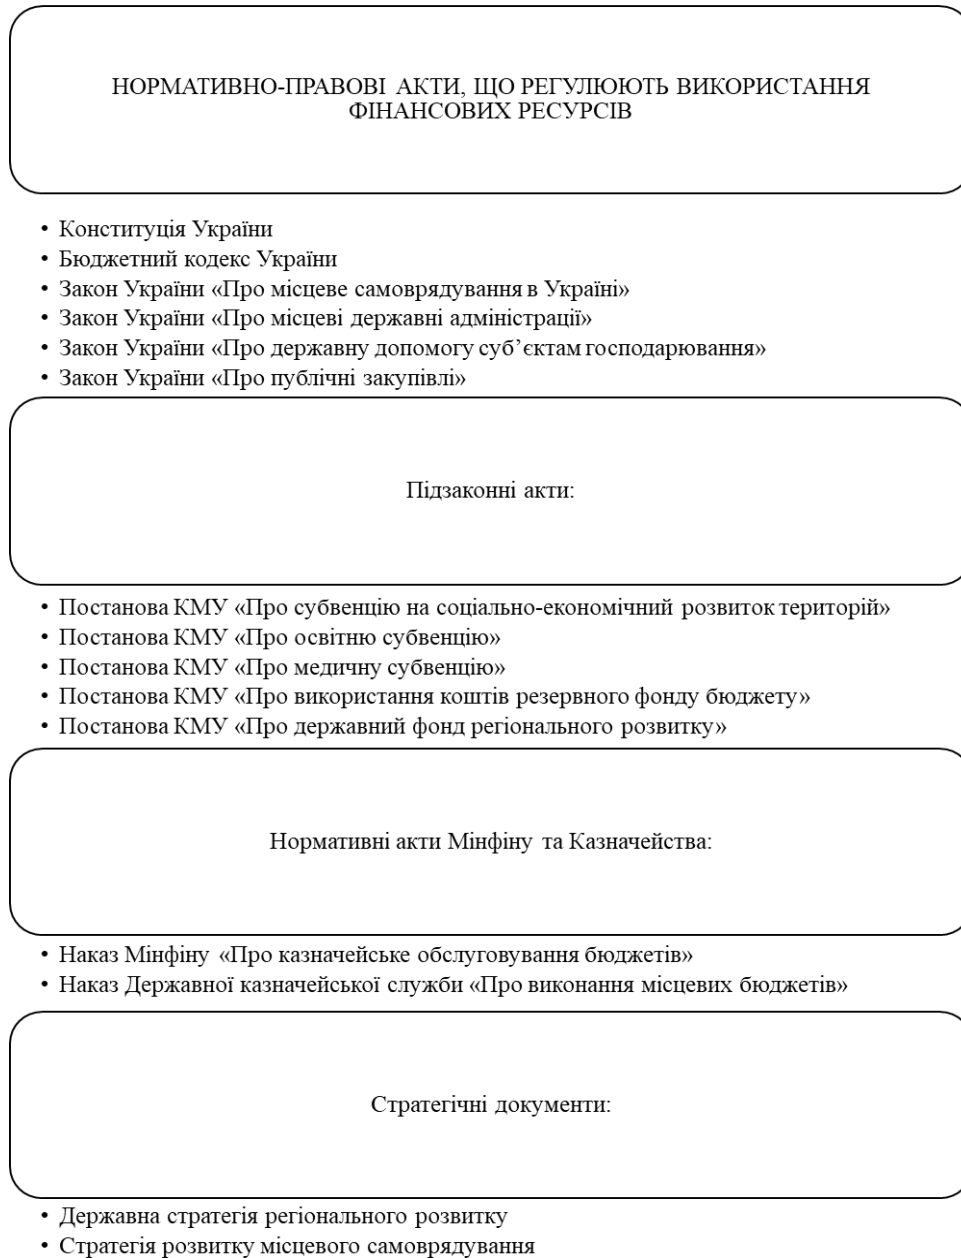 НОРМАТИВНО-ПРАВОВІ АКТИ, ЩО РЕГУЛЮЮТЬ ВИКОРИСТАННЯ
ФІНАНСОВИХ РЕСУРСІВ
• Конституція України
• Бюджетний кодекс України
• Закон України «Про місцеве самоврядування в Україні»
• Закон України «Про місцеві державні адміністрації»
• Закон України «Про державну допомогу суб’єктам господарювання»
• Закон України «Про публічні закупівлі»
Підзаконні акти:
• Постанова КМУ «Про субвенцію на соціально-економічний розвиток територій»
• Постанова КМУ «Про освітню субвенцію»
• Постанова КМУ «Про медичну субвенцію»
• Постанова КМУ «Про використання коштів резервного фонду бюджету»
• Постанова КМУ «Про державний фонд регіонального розвитку»
Нормативні акти Мінфіну та Казначейства:
• Наказ Мінфіну «Про казначейське обслуговування бюджетів»
• Наказ Державної казначейської служби «Про виконання місцевих бюджетів»
Стратегічні документи:
• Державна стратегія регіонального розвитку
• Стратегія розвитку місцевого самоврядування